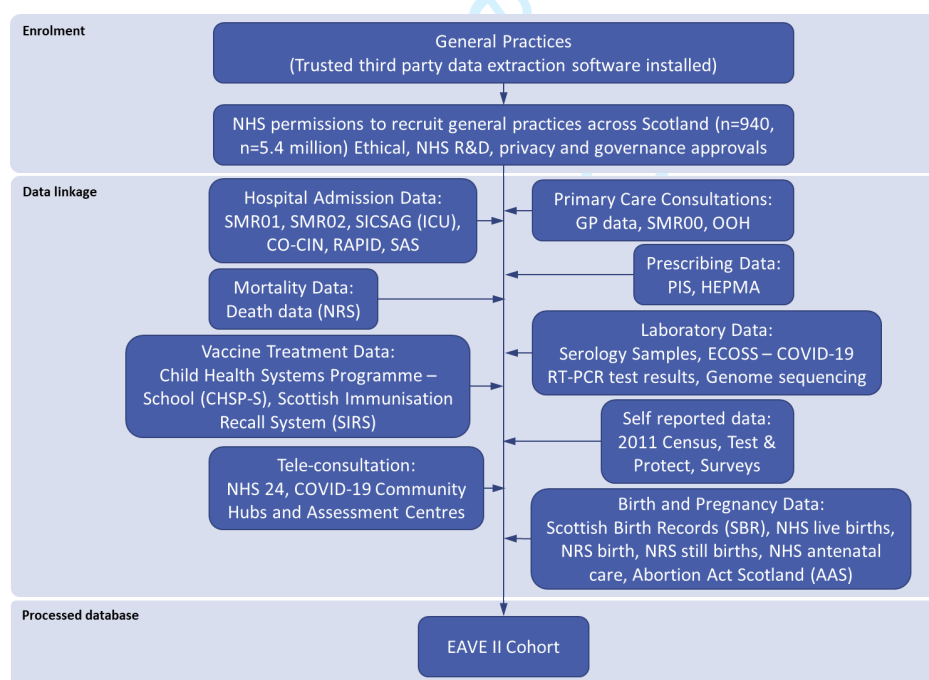 Enrolment
General Practices
(Trusted third party data extraction software installed)
NHS permissions to recruit general practices across Scotland (n=940,
n=5.4 million) Ethical, NHS R&D, privacy and governance approvals
Data linkage
Hospital Admission Data:
SMR01, SMR02, SICSAG (ICU),
CO-CIN, RAPID, SAS
Primary Care Consultations:
GP data, SMR00, OOH
Prescribing Data:
PIS, HEPMA
Mortality Data:
Death data (NRS)
Laboratory Data:
Serology Samples, ECOSS – COVID-19
RT-PCR test results, Genome sequencing
Vaccine Treatment Data:
Child Health Systems Programme –
School (CHSP-S), Scottish Immunisation
Recall System (SIRS)
Self reported data:
2011 Census, Test &
Protect, Surveys
Tele-consultation:
NHS 24, COVID-19 Community
Hubs and Assessment Centres
Birth and Pregnancy Data:
Scottish Birth Records (SBR), NHS live births,
NRS birth, NRS still births, NHS antenatal
care, Abortion Act Scotland (AAS)
Processed database
EAVE II Cohort